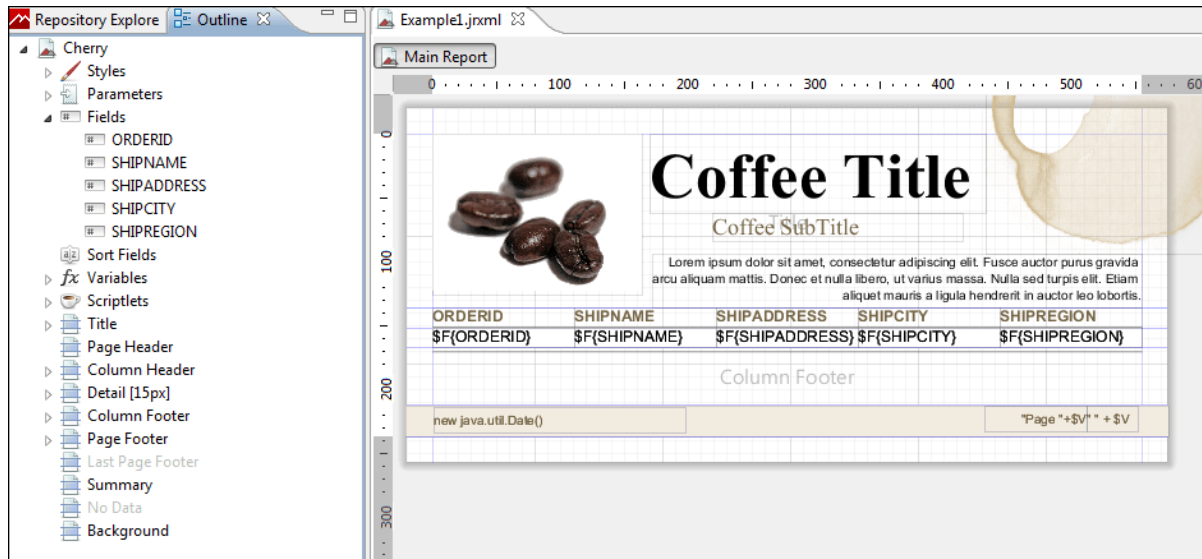 Repository Explore
Outline
Cherry
Styles
Parameters
Fields
ORDERID
SHIPNAME
SHIPADDRESS
SHIPCITY
SHIPREGION
Sort Fields
fx Variables
Scriptlets
Title
Page Header
Column Header
Detail [15px]
Column Footer
Page Footer
Last Page Footer
Summary
No Data
Background
Example1.jrxml
Main Report
0 100 200 300 400 500 600
0
100
200
300
Coffee Title
Title
Coffee SubTitle
Lorem ipsum dolor sit amet, consectetur adipiscing elit. Fusce auctor purus gravida
arcu aliquam mattis. Donec et nulla libero, ut varius massa. Nulla sed turpis elit. Etiam
aliquet mauris a ligula hendrerit in auctor leo lobortis.
ORDERID SHIPNAME SHIPADDRESS SHIPCITY SHIPREGION
$F{ORDERID} $F{SHIPNAME} $F{SHIPADDRESS} $F{SHIPCITY} $F{SHIPREGION}
Column Footer
new java.util.Date() "Page "+$V" " + $V